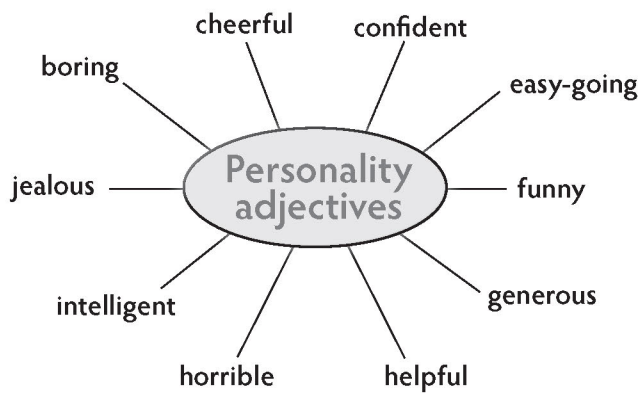 cheerful
confident
boring
easy-going
Personality
adjectives
jealous
funny
intelligent
generous
horrible
helpful